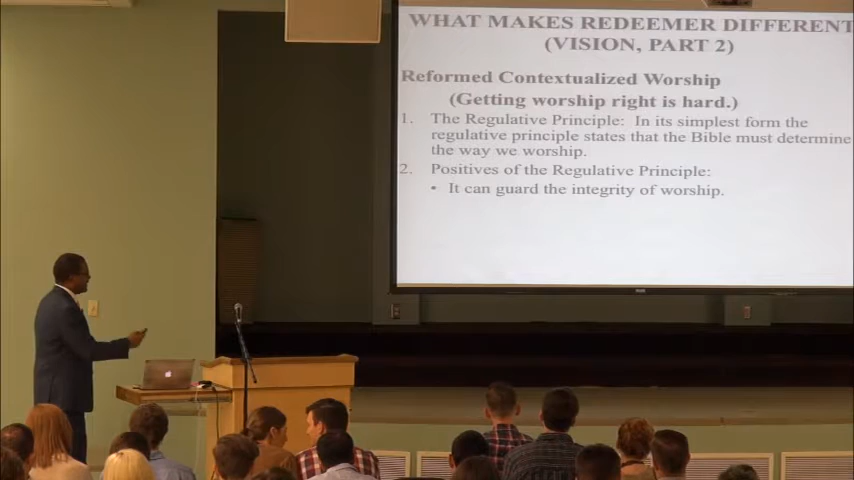 WHAT MAKES REDEEMER DIFFERENT
(VISION, PART 2)
Reformed Contextualized Worship
(Getting worship right is hard.)
1. The Regulative Principle: In its simplest form the
regulative principle states that the Bible must determine
the way we worship.
2. Positives of the Regulative Principle:
• It can guard the integrity of worship.